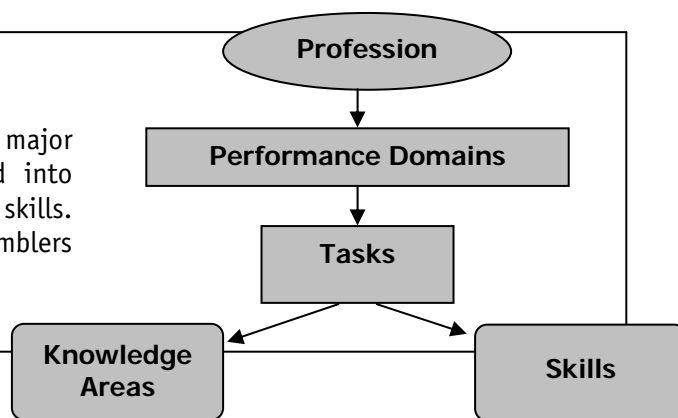 Profession
major
d into
Performance Domains
skills.
mblers
Tasks
Knowledge
Areas
Skills